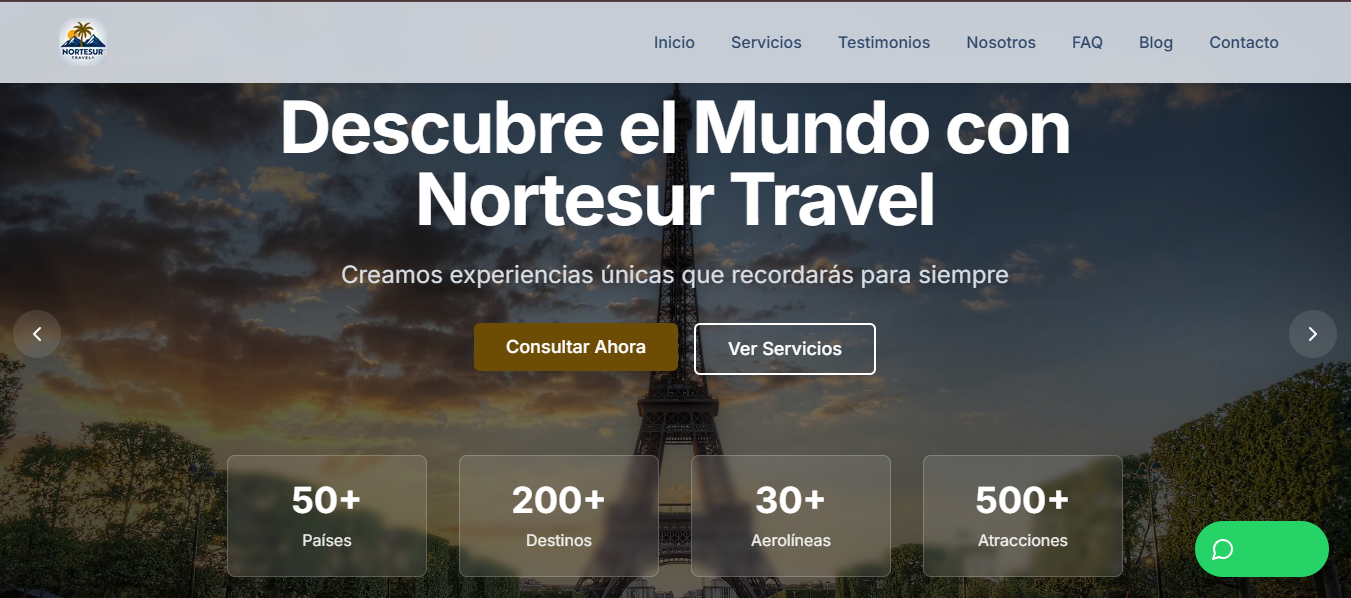 NORTESUR
TRAVEL
Inicio
Servicios
Testimonios
Nosotros
FAQ
Blog
Contacto
Descubre el Mundo con
Nortesur Travel
Creamos experiencias únicas que recordarás para siempre
Consultar Ahora
Ver Servicios
50+
Países
200+
Destinos
30+
Aerolíneas
500+
Atracciones